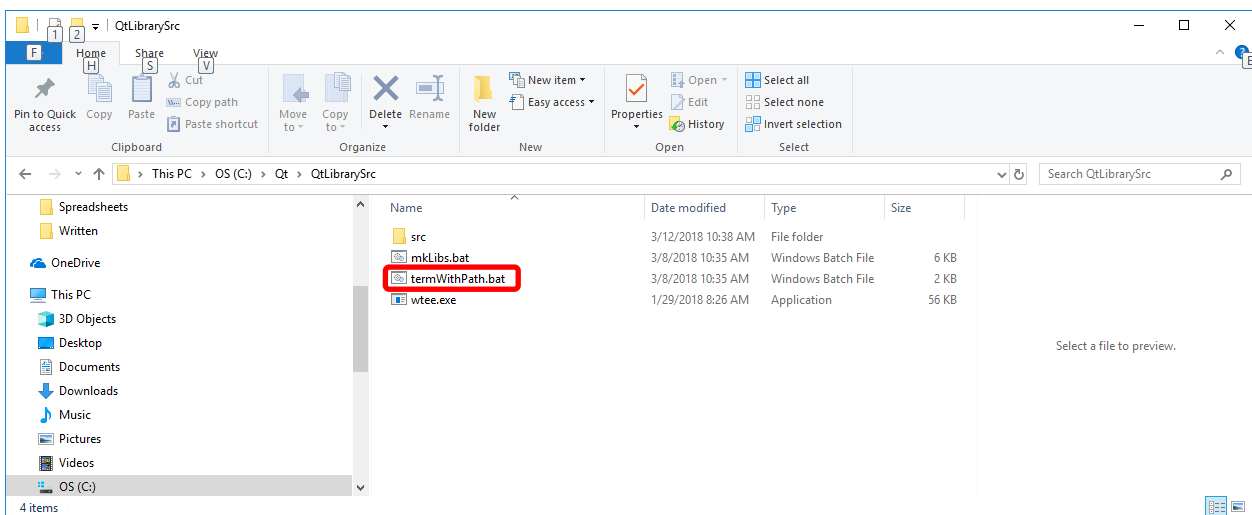 QtLibrarySrc
1 2
F Home Share View
H S V E
Pin to Quick access
Copy
Paste
Cut
Copy path
Paste shortcut
Clipboard
Move to
Copy to
Delete
Rename
Organize
New folder
New item
Easy access
New
Properties
Open
Edit
History
Open
Select all
Select none
Invert selection
Select
This PC > OS (C:) > Qt > QtLibrarySrc
Search QtLibrarySrc
Spreadsheets
Written
OneDrive
This PC
3D Objects
Desktop
Documents
Downloads
Music
Pictures
Videos
OS (C:)
Name Date modified Type Size
src 3/12/2018 10:38 AM File folder
mkLibs.bat 3/8/2018 10:35 AM Windows Batch File 6 KB
termWithPath.bat 3/8/2018 10:35 AM Windows Batch File 2 KB
wtee.exe 1/29/2018 8:26 AM Application 56 KB
Select a file to preview.
4 items